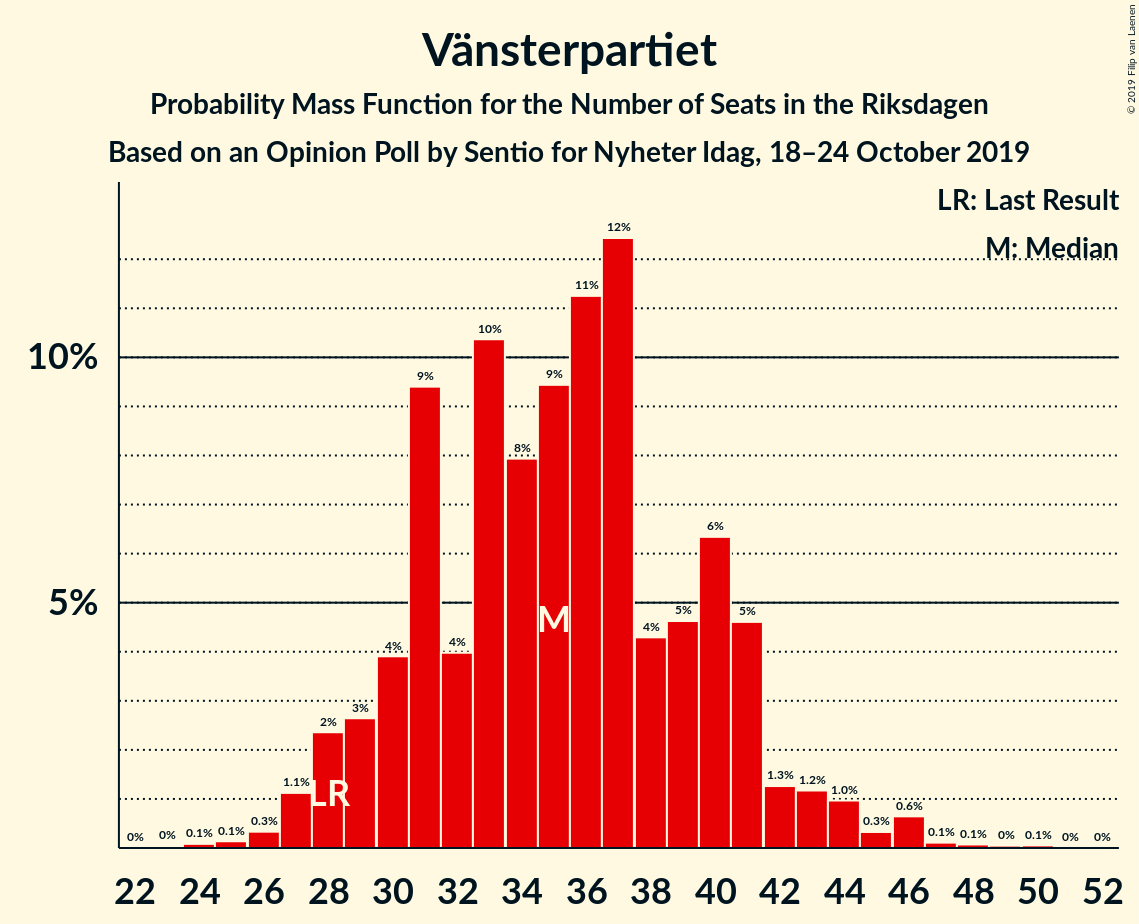 Vänsterpartiet
Probability Mass Function for the Number of Seats in the Riksdagen
Based on an Opinion Poll by Sentio for Nyheter Idag, 18–24 October 2019
© 2019 Filip van Laenen
LR: Last Result
M: Median
10%
5%
0% 0% 0.1% 0.1% 0.3% 1.1% 2% 3% 4% 9% 4% 10% 8% 9% 11% 12% 4% 5% 6% 5% 1.3% 1.2% 1.0% 0.3% 0.6% 0.1% 0.1% 0% 0.1% 0% 0%
LR
M
22 24 26 28 30 32 34 36 38 40 42 44 46 48 50 52